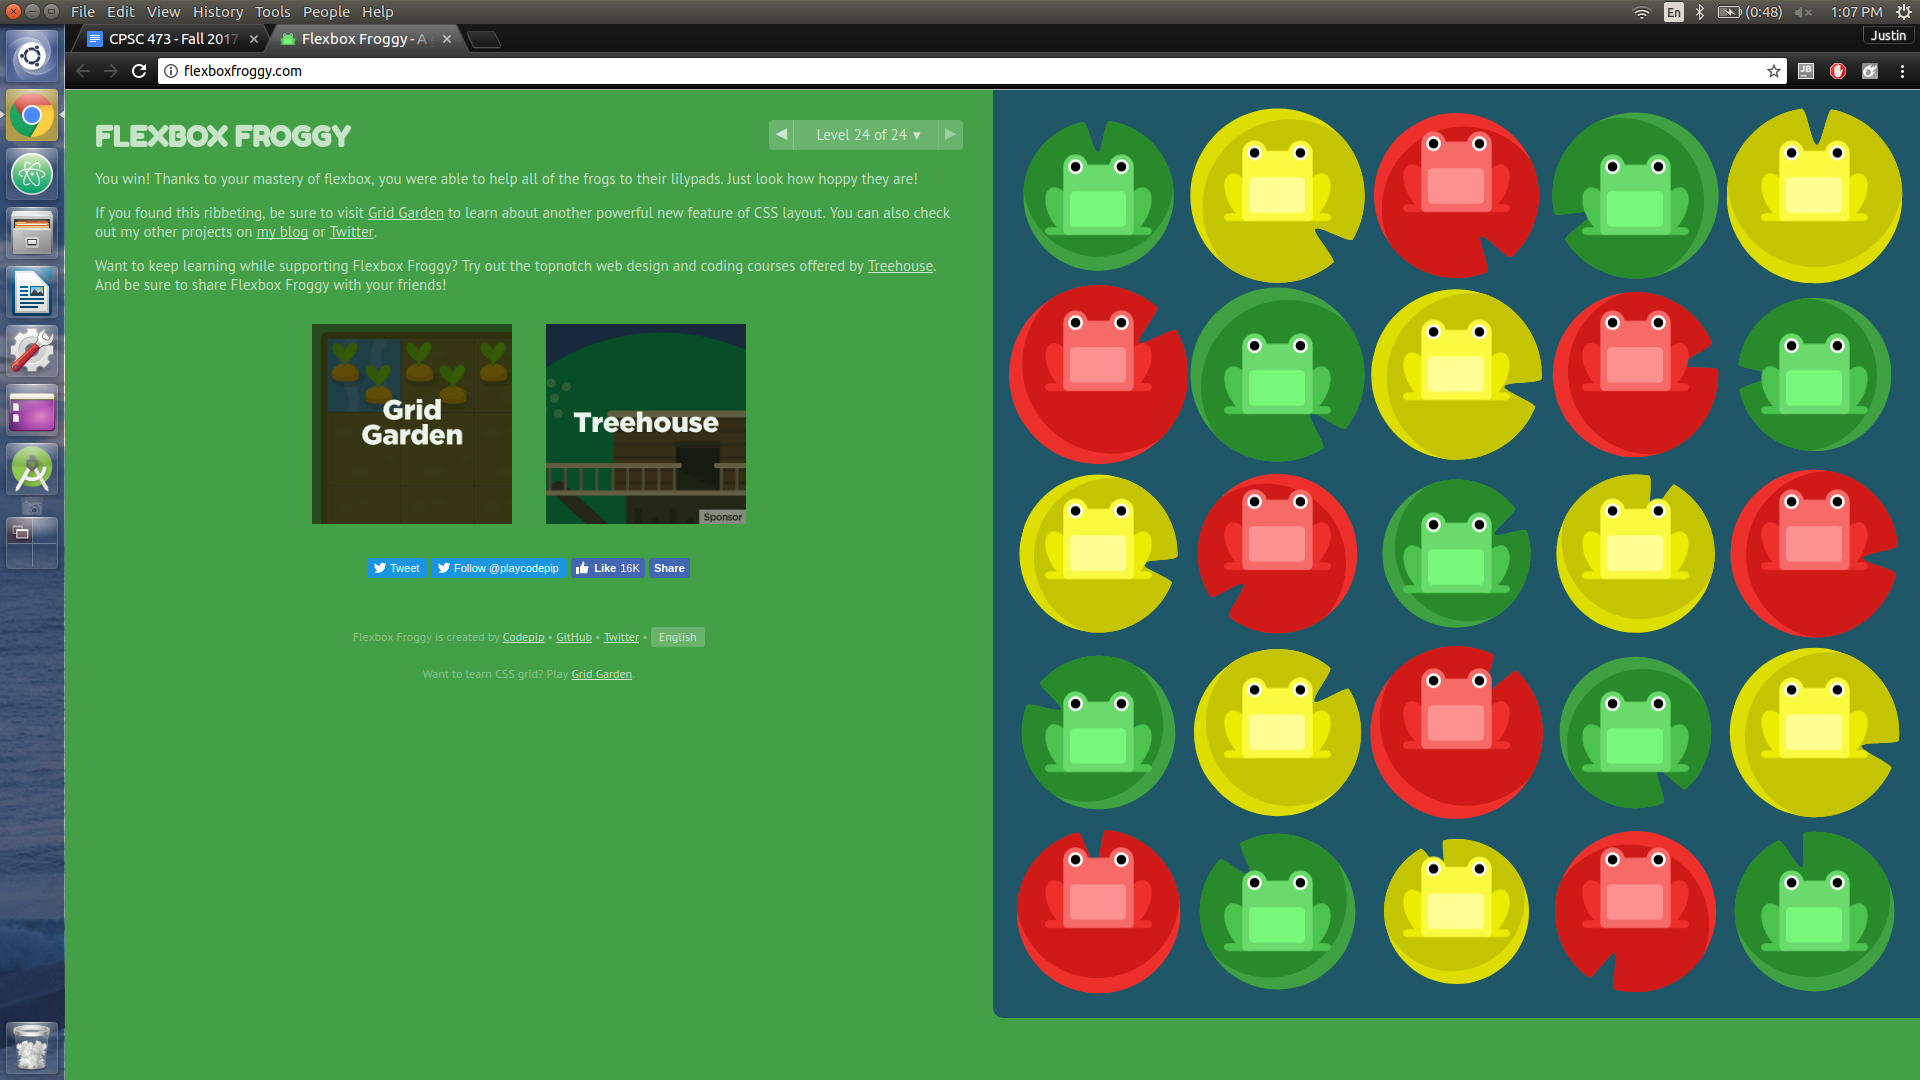 File Edit View History Tools People Help
En (0:48) 1:07 PM
CPSC 473 - Fall 2017
Flexbox Froggy - A
Justin
flexboxfroggy.com
FLEXBOX FROGGY
Level 24 of 24 ▾
You win! Thanks to your mastery of flexbox, you were able to help all of the frogs to their lilypads. Just look how hoppy they are!
If you found this ribbeting, be sure to visit Grid Garden to learn about another powerful new feature of CSS layout. You can also check
out my other projects on my blog or Twitter.
Want to keep learning while supporting Flexbox Froggy? Try out the topnotch web design and coding courses offered by Treehouse.
And be sure to share Flexbox Froggy with your friends!
Grid
Garden
Treehouse
Sponsor
Tweet
Follow @playcodepip
Like 16K
Share
Flexbox Froggy is created by Codepip • GitHub • Twitter • English
Want to learn CSS grid? Play Grid Garden.